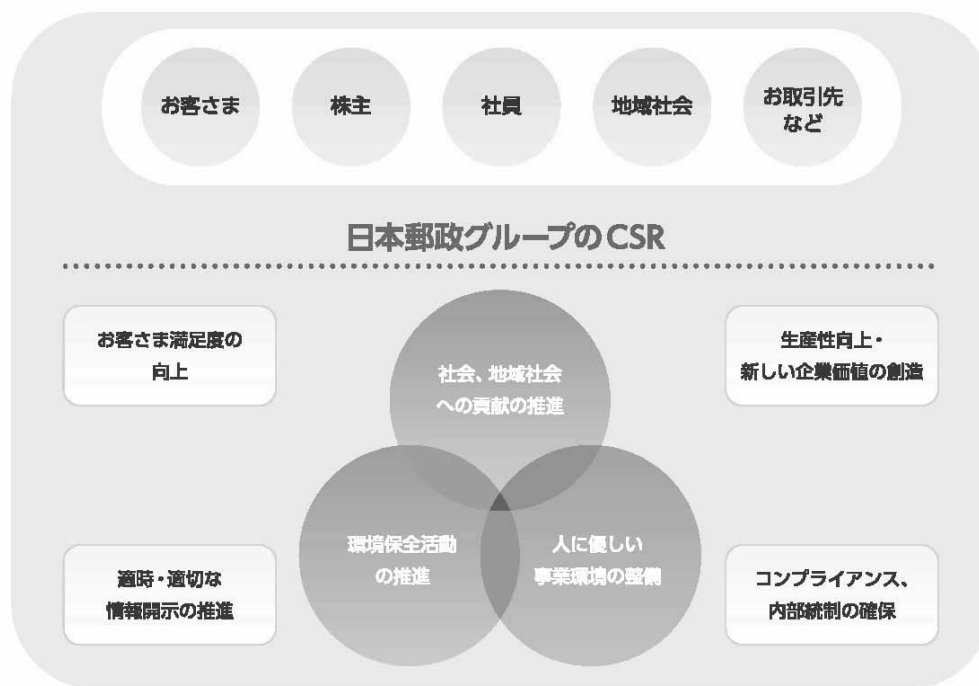 お客さま
株主
社員
地域社会
お取引先
など
日本郵政グループのCSR
お客さま満足度の
向上
生産性向上・
新しい企業価値の創造
社会、地域社会
への貢献の推進
環境保全活動
の推進
人に優しい
事業環境の整備
適時・適切な
情報開示の推進
コンプライアンス、
内部統制の確保